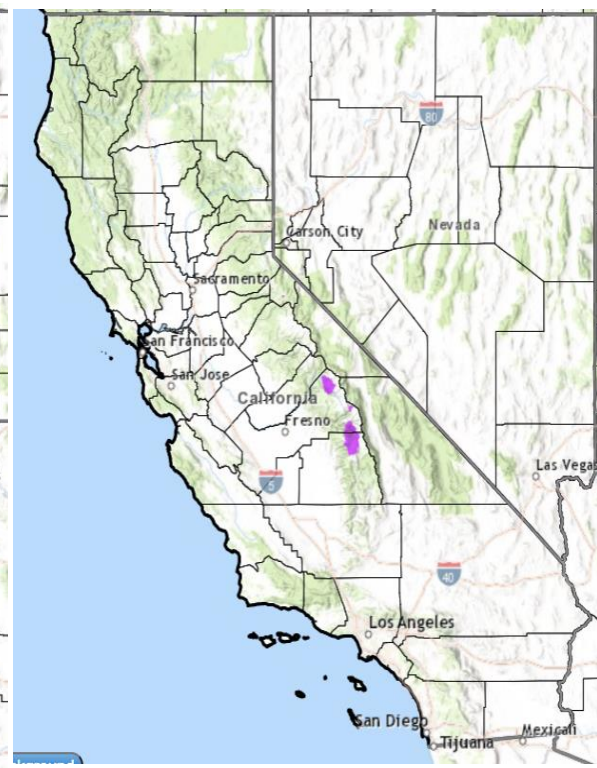 80
Carson City
Nevada
Sacramento
San Francisco
San Jose
California
Fresno
5
Las Vega
40
Los Angeles
San Diego
Tijuana
Mexicali